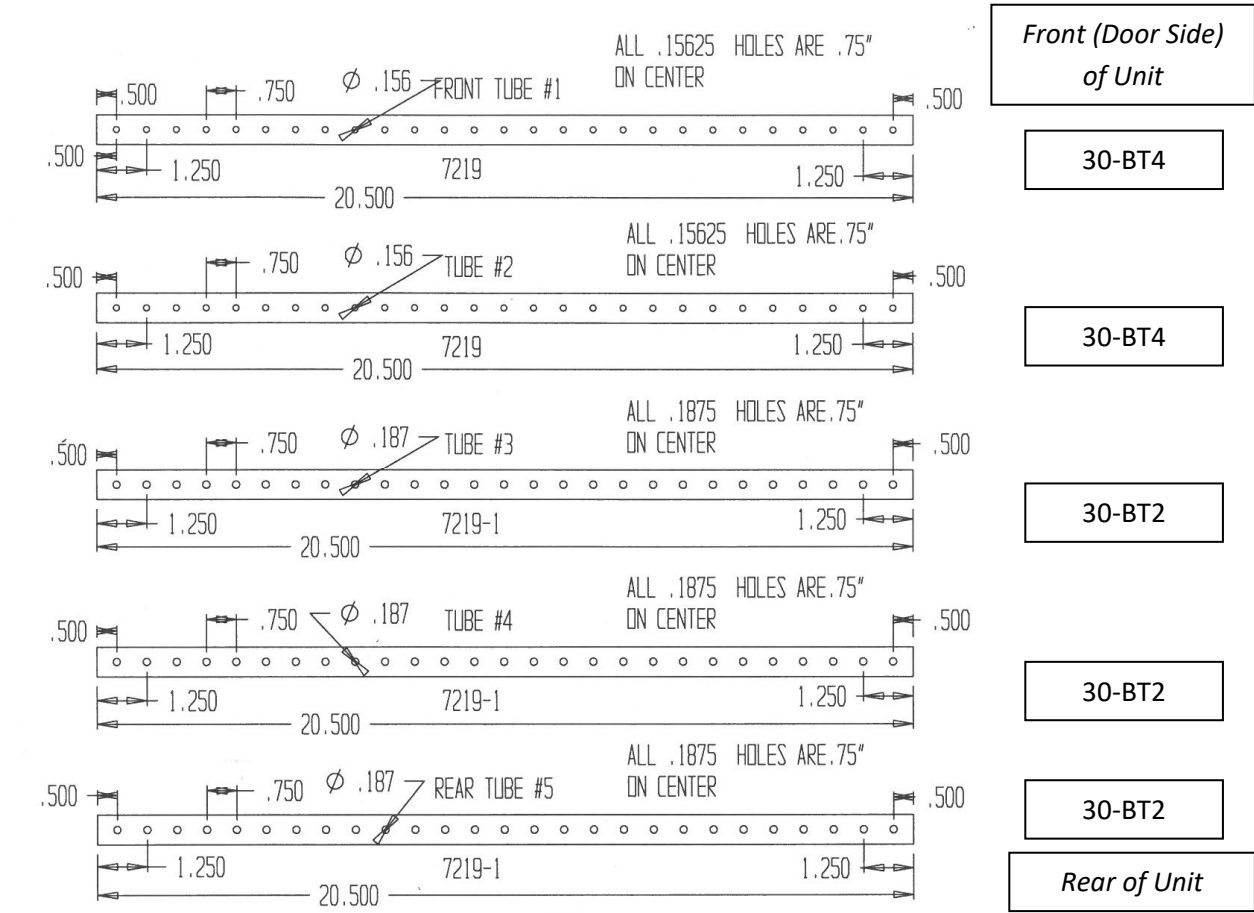 Front (Door Side)
of Unit
ALL .15625 HOLES ARE .75"
ON CENTER
.500
.750
Ø .156
FRONT TUBE #1
.500
.500
1.250
7219
1.250
20.500
30-BT4
ALL .15625 HOLES ARE.75"
ON CENTER
.500
.750
Ø .156
TUBE #2
.500
1.250
7219
1.250
20.500
30-BT4
ALL .1875 HOLES ARE.75"
ON CENTER
.500
.750
Ø .187
TUBE #3
.500
1.250
7219-1
1.250
20.500
30-BT2
ALL .1875 HOLES ARE.75"
ON CENTER
.500
.750
Ø .187
TUBE #4
.500
1.250
7219-1
1.250
20.500
30-BT2
ALL .1875 HOLES ARE.75"
ON CENTER
.500
.750
Ø .187
REAR TUBE #5
.500
1.250
7219-1
1.250
20.500
30-BT2
Rear of Unit